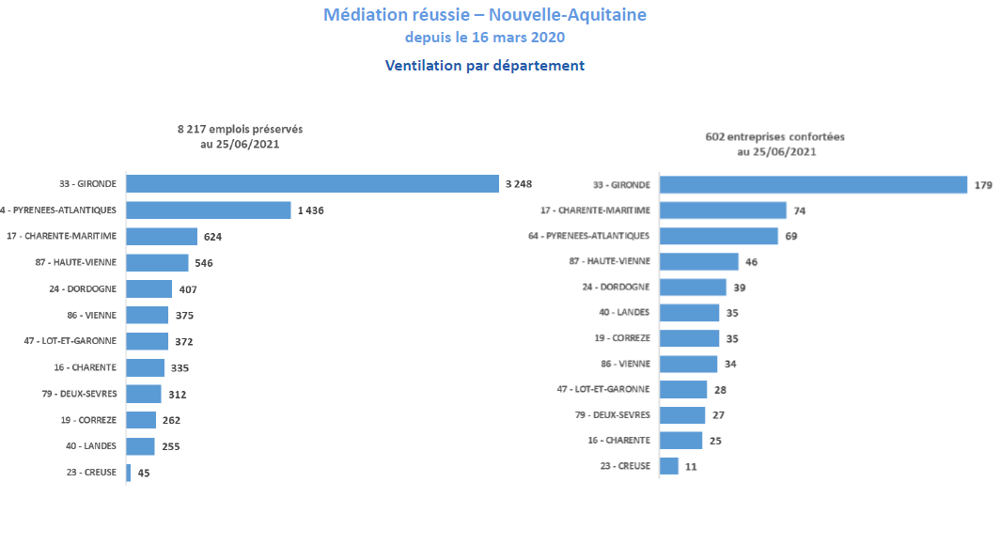 Médiation réussie – Nouvelle-Aquitaine
depuis le 16 mars 2020
Ventilation par département
8 217 emplois préservés
au 25/06/2021
33 - GIRONDE 3 248
4 - PYRENEES-ATLANTIQUES 1 436
17 - CHARENTE-MARITIME 624
87 - HAUTE-VIENNE 546
24 - DORDOGNE 407
86 - VIENNE 375
47 - LOT-ET-GARONNE 372
16 - CHARENTE 335
79 - DEUX-SEVRES 312
19 - CORREZE 262
40 - LANDES 255
23 - CREUSE 45
602 entreprises confortées
au 25/06/2021
33 - GIRONDE 179
17 - CHARENTE-MARITIME 74
64 - PYRENEES-ATLANTIQUES 69
87 - HAUTE-VIENNE 46
24 - DORDOGNE 39
40 - LANDES 35
19 - CORREZE 35
86 - VIENNE 34
47 - LOT-ET-GARONNE 28
79 - DEUX-SEVRES 27
16 - CHARENTE 25
23 - CREUSE 11